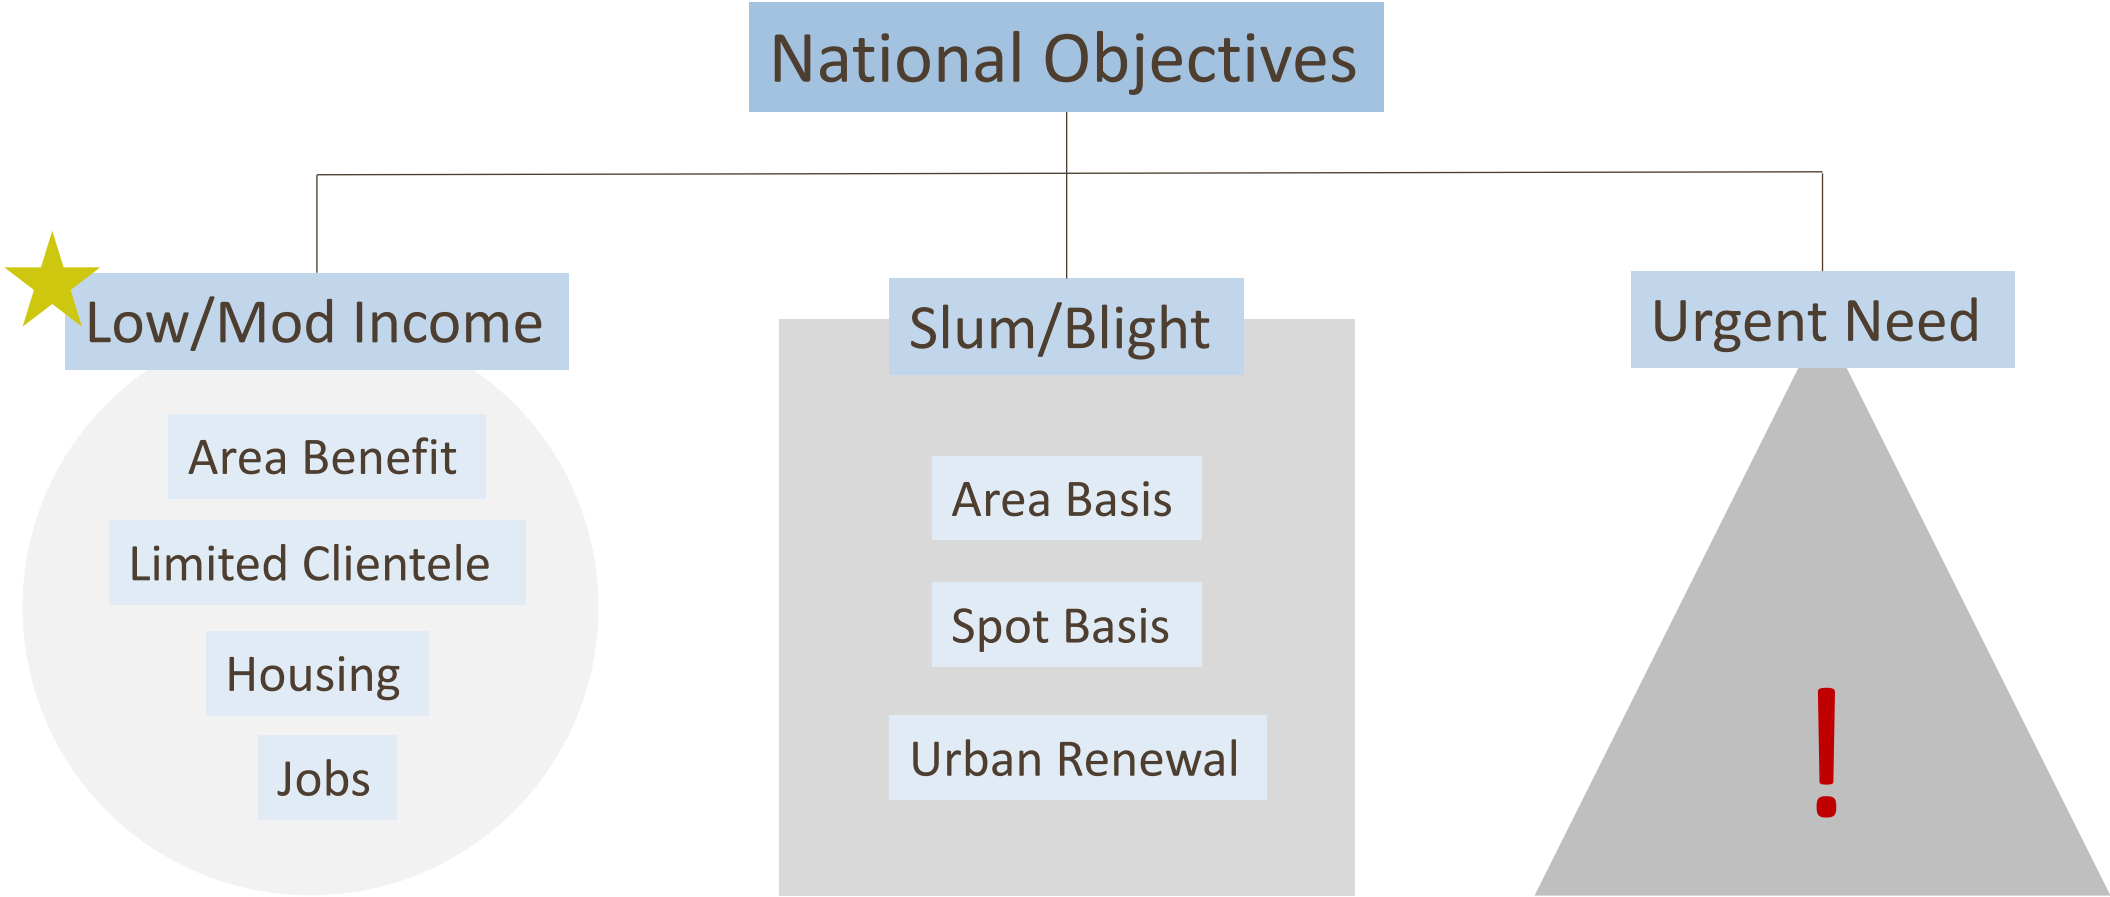 National Objectives
Low/Mod Income
Area Benefit
Limited Clientele
Housing
Jobs
Slum/Blight
Area Basis
Spot Basis
Urban Renewal
Urgent Need
!